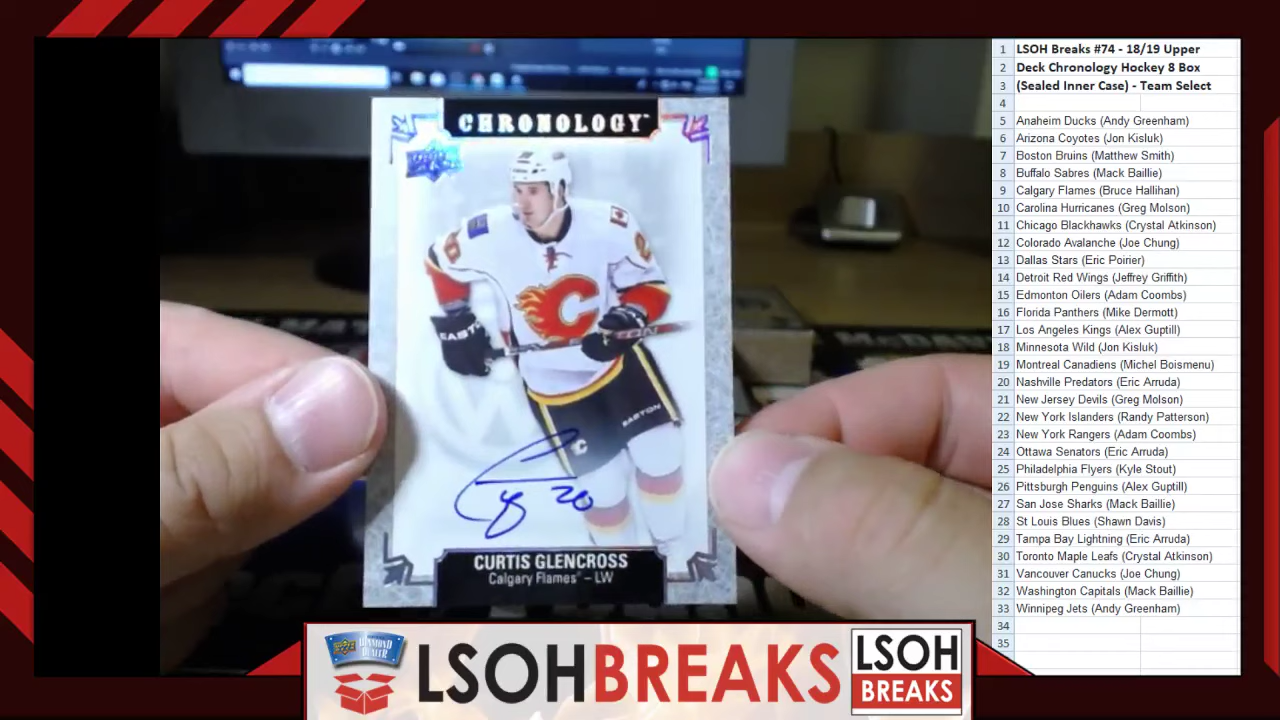 CHRONOLOGY
EASTON
EASTON
20
CURTIS GLENCROSS
Calgary Flames® – LW
1 LSOH Breaks #74 - 18/19 Upper
2 Deck Chronology Hockey 8 Box
3 (Sealed Inner Case) - Team Select
4
5 Anaheim Ducks (Andy Greenham)
6 Arizona Coyotes (Jon Kisluk)
7 Boston Bruins (Matthew Smith)
8 Buffalo Sabres (Mack Baillie)
9 Calgary Flames (Bruce Hallihan)
10 Carolina Hurricanes (Greg Molson)
11 Chicago Blackhawks (Crystal Atkinson)
12 Colorado Avalanche (Joe Chung)
13 Dallas Stars (Eric Poirier)
14 Detroit Red Wings (Jeffrey Griffith)
15 Edmonton Oilers (Adam Coombs)
16 Florida Panthers (Mike Dermott)
17 Los Angeles Kings (Alex Guptill)
18 Minnesota Wild (Jon Kisluk)
19 Montreal Canadiens (Michel Boismenu)
20 Nashville Predators (Eric Arruda)
21 New Jersey Devils (Greg Molson)
22 New York Islanders (Randy Patterson)
23 New York Rangers (Adam Coombs)
24 Ottawa Senators (Eric Arruda)
25 Philadelphia Flyers (Kyle Stout)
26 Pittsburgh Penguins (Alex Guptill)
27 San Jose Sharks (Mack Baillie)
28 St Louis Blues (Shawn Davis)
29 Tampa Bay Lightning (Eric Arruda)
30 Toronto Maple Leafs (Crystal Atkinson)
31 Vancouver Canucks (Joe Chung)
32 Washington Capitals (Mack Baillie)
33 Winnipeg Jets (Andy Greenham)
34
35
DIAMOND
DEALER
LSOHBREAKS
LSOH
BREAKS